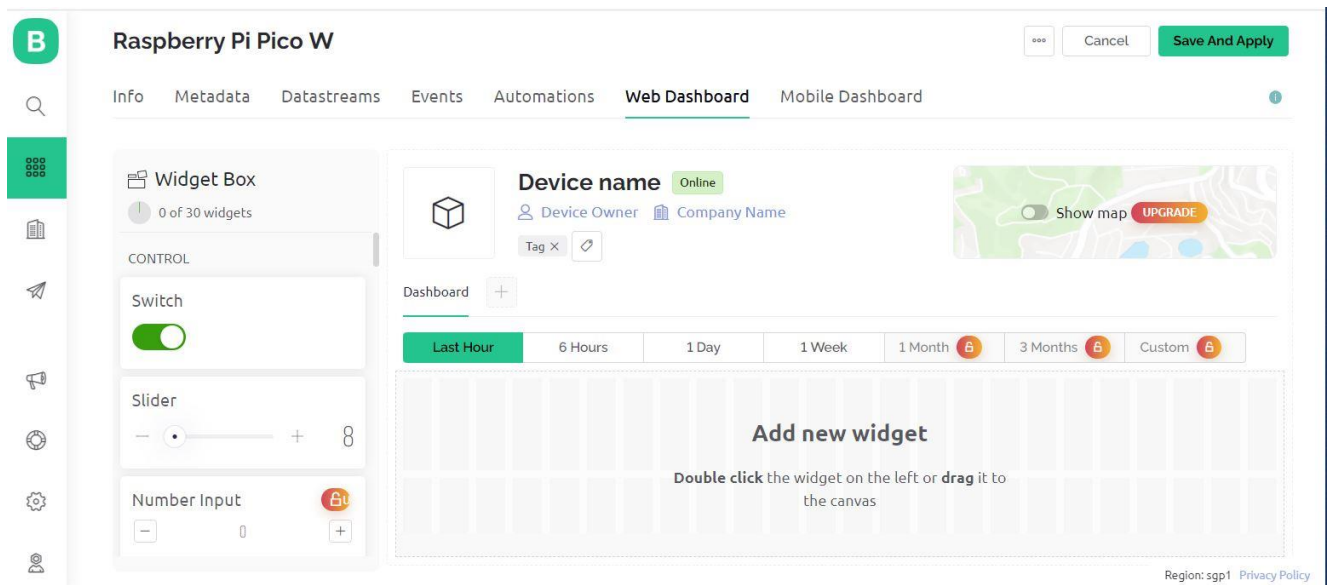 B
Raspberry Pi Pico W
Cancel
Save And Apply
Info Metadata Datastreams Events Automations Web Dashboard Mobile Dashboard
Widget Box
0 of 30 widgets
CONTROL
Switch
Slider
8
Number Input
0
Device name Online
Device Owner Company Name
Tag ×
Show map UPGRADE
Dashboard +
Last Hour 6 Hours 1 Day 1 Week 1 Month 3 Months Custom
Add new widget
Double click the widget on the left or drag it to
the canvas
Region: sgp1 Privacy Policy